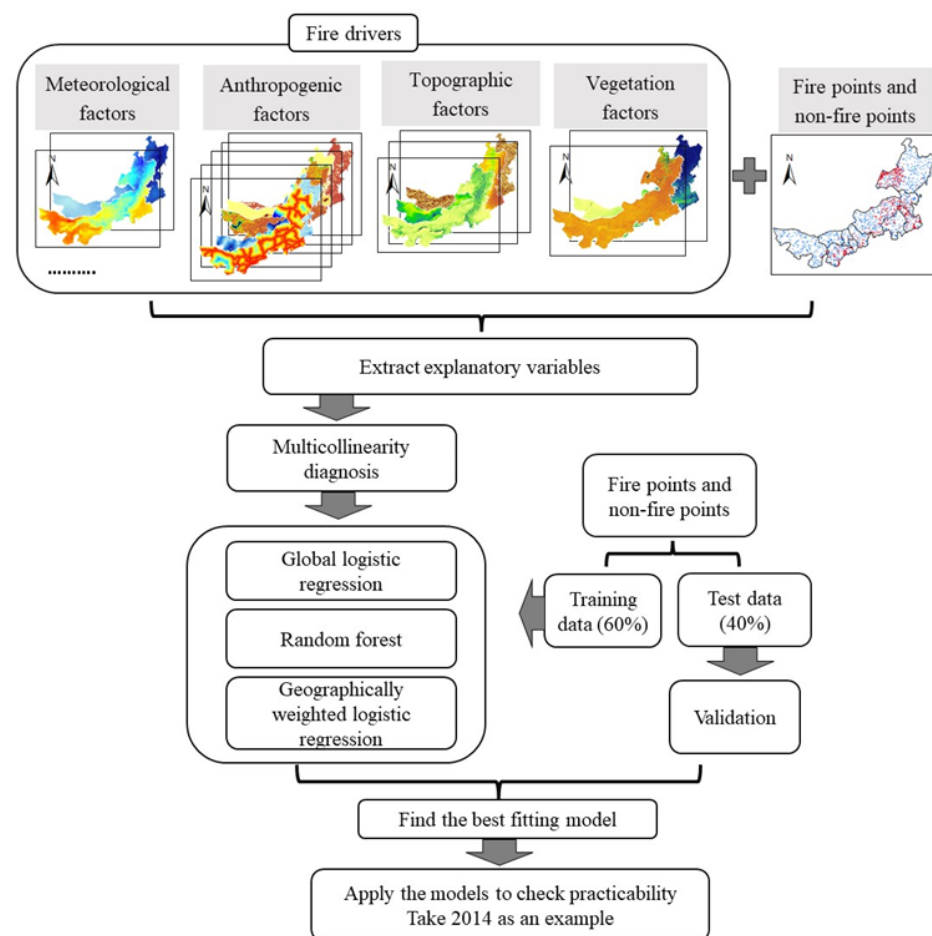 Fire drivers
Meteorological
factors
Anthropogenic
factors
Topographic
factors
Vegetation
factors
Fire points and
non-fire points
N
N
N
N
N
..........
Extract explanatory variables
Multicollinearity
diagnosis
Fire points and
non-fire points
Global logistic
regression
Random forest
Geographically
weighted logistic
regression
Training
data (60%)
Test data
(40%)
Validation
Find the best fitting model
Apply the models to check practicability
Take 2014 as an example